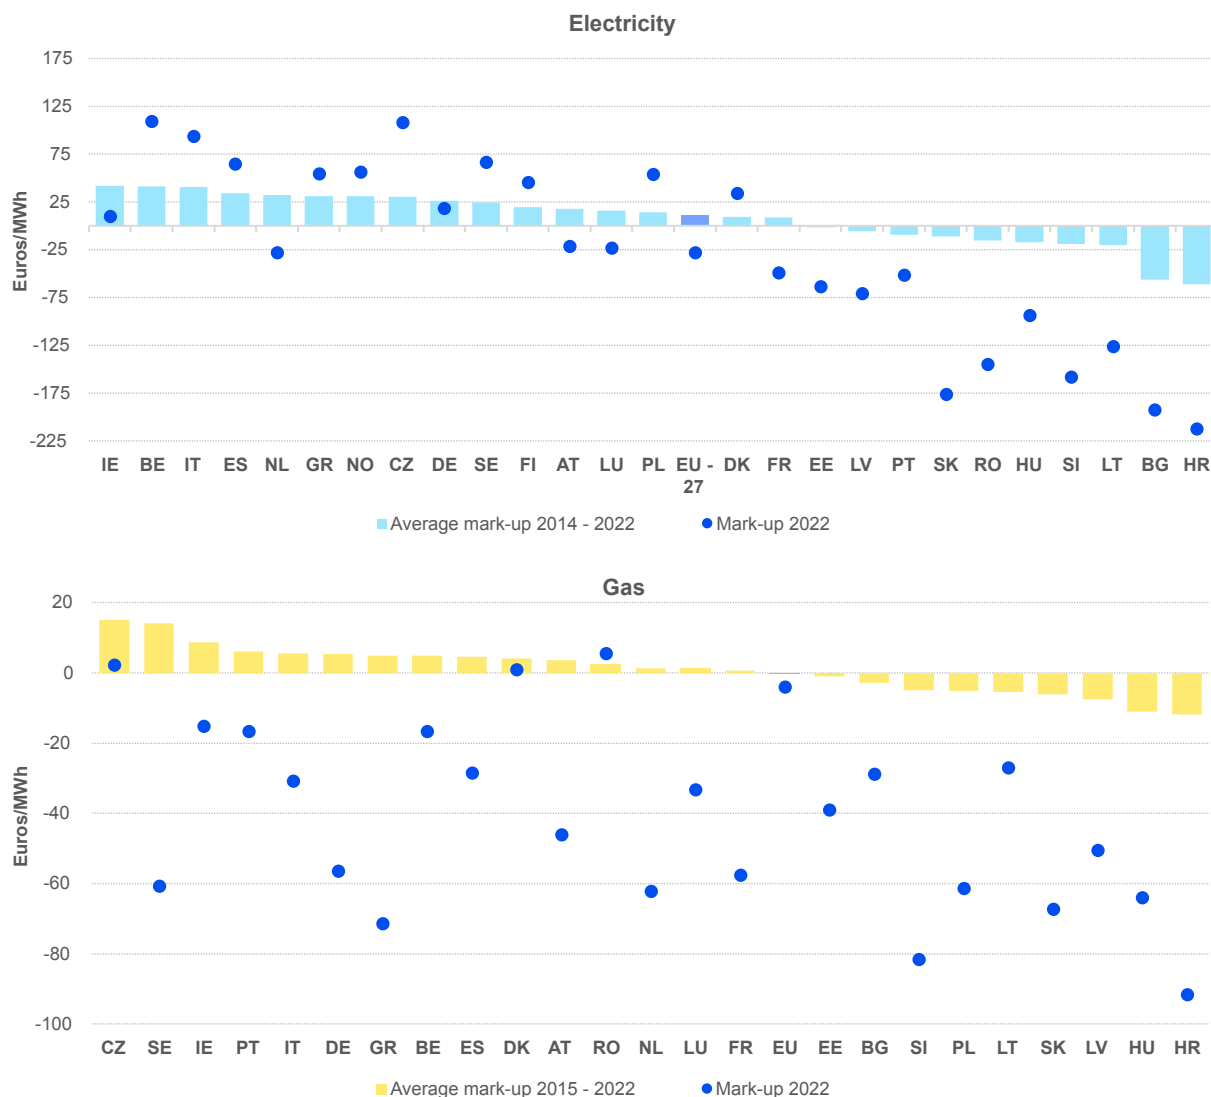 Electricity
175
125
75
25
-25
-75
-125
-175
-225
Euros/MWh
IE BE IT ES NL GR NO CZ DE SE FI AT LU PL EU - DK FR EE LV PT SK RO HU SI LT BG HR
27
Average mark-up 2014 - 2022 Mark-up 2022
Gas
20
0
-20
-40
-60
-80
-100
Euros/MWh
CZ SE IE PT IT DE GR BE ES DK AT RO NL LU FR EU EE BG SI PL LT SK LV HU HR
Average mark-up 2015 - 2022 Mark-up 2022